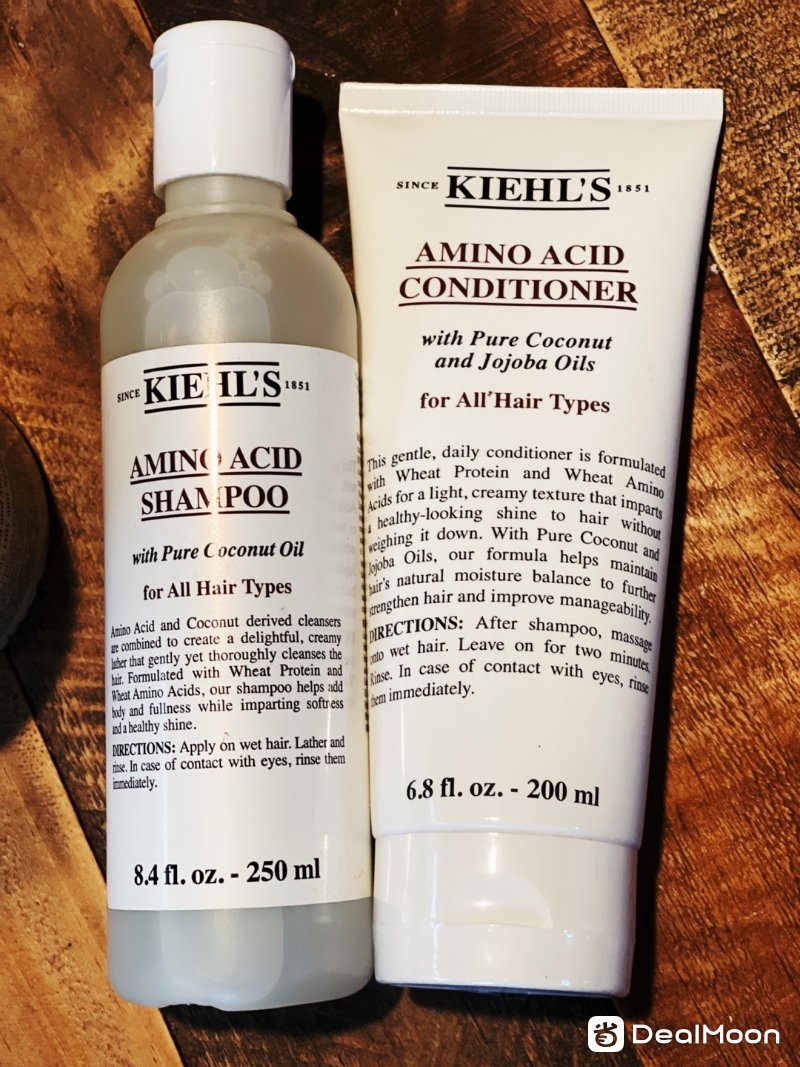 SINCE KIEHL'S 1851
AMINO ACID
SHAMPOO
with Pure Coconut Oil
for All Hair Types
Amino Acid and Coconut derived cleansers
are combined to create a delightful, creamy
lather that gently yet thoroughly cleanses the
hair. Formulated with Wheat Protein and
Wheat Amino Acids, our shampoo helps add
body and fullness while imparting softness
and a healthy shine.
DIRECTIONS: Apply on wet hair. Lather and
rinse. In case of contact with eyes, rinse them
immediately.
8.4 fl. oz. - 250 ml
SINCE KIEHL'S 1851
AMINO ACID
CONDITIONER
with Pure Coconut
and Jojoba Oils
for All Hair Types
This gentle, daily conditioner is formulated
with Wheat Protein and Wheat Amino
Acids for a light, creamy texture that imparts
a healthy-looking shine to hair without
weighing it down. With Pure Coconut and
Jojoba Oils, our formula helps maintain
hair's natural moisture balance to further
strengthen hair and improve manageability.
DIRECTIONS: After shampoo, massage
onto wet hair. Leave on for two minutes.
Rinse. In case of contact with eyes, rinse
them immediately.
6.8 fl. oz. - 200 ml
DealMoon